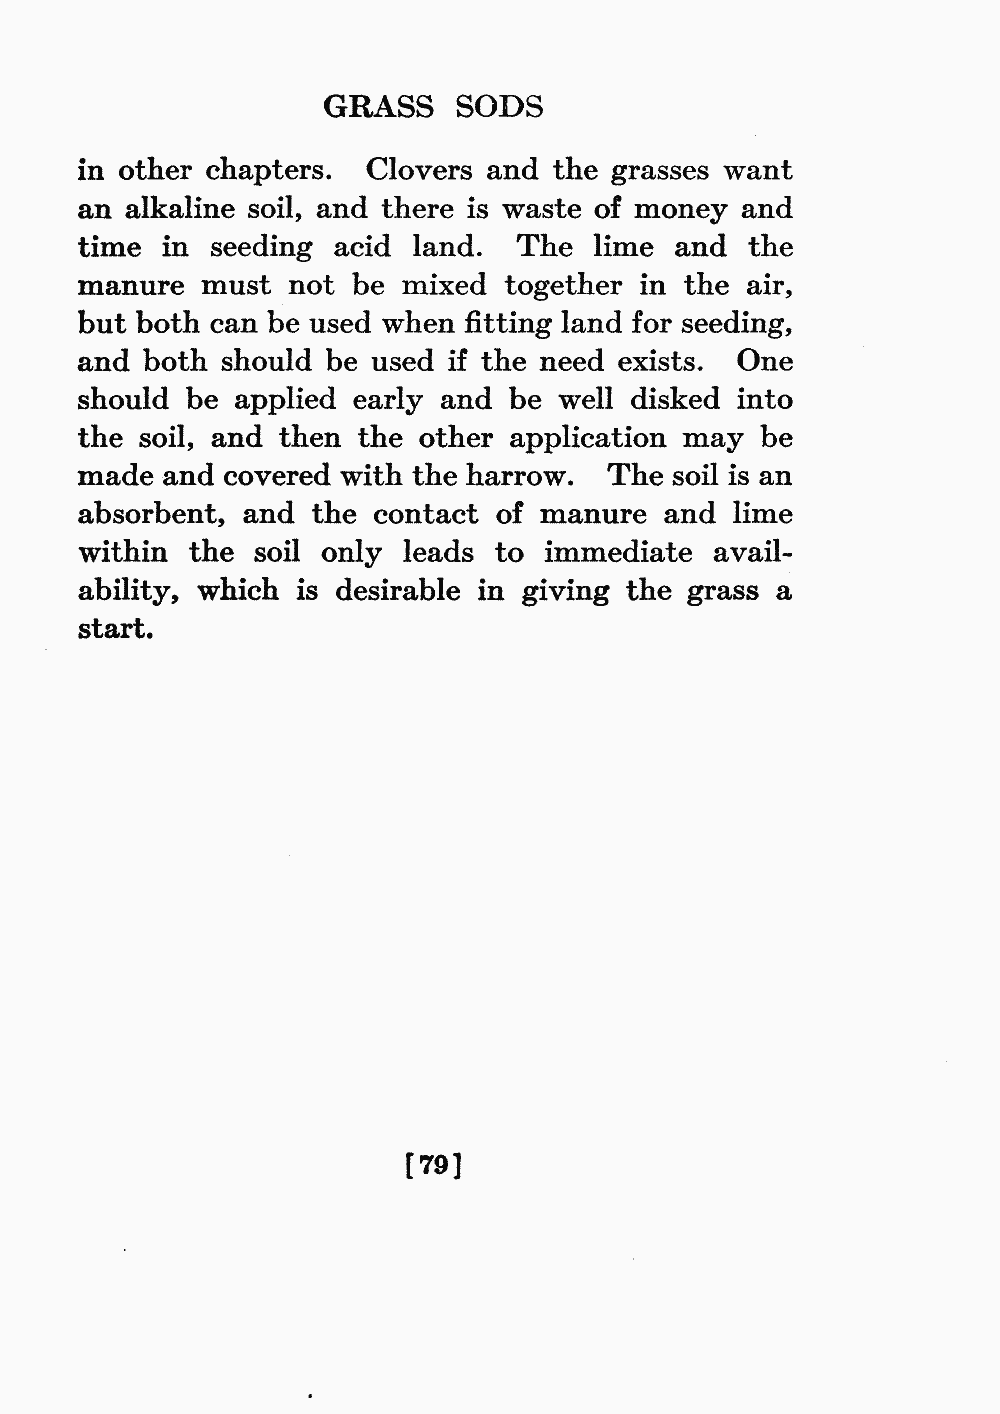 GRASS SODS
in other chapters. Clovers and the grasses want
an alkaline soil, and there is waste of money and
time in seeding acid land. The lime and the
manure must not be mixed together in the air,
but both can be used when fitting land for seeding,
and both should be used if the need exists. One
should be applied early and be well disked into
the soil, and then the other application may be
made and covered with the harrow. The soil is an
absorbent, and the contact of manure and lime
within the soil only leads to immediate avail-
ability, which is desirable in giving the grass a
start.
[79]